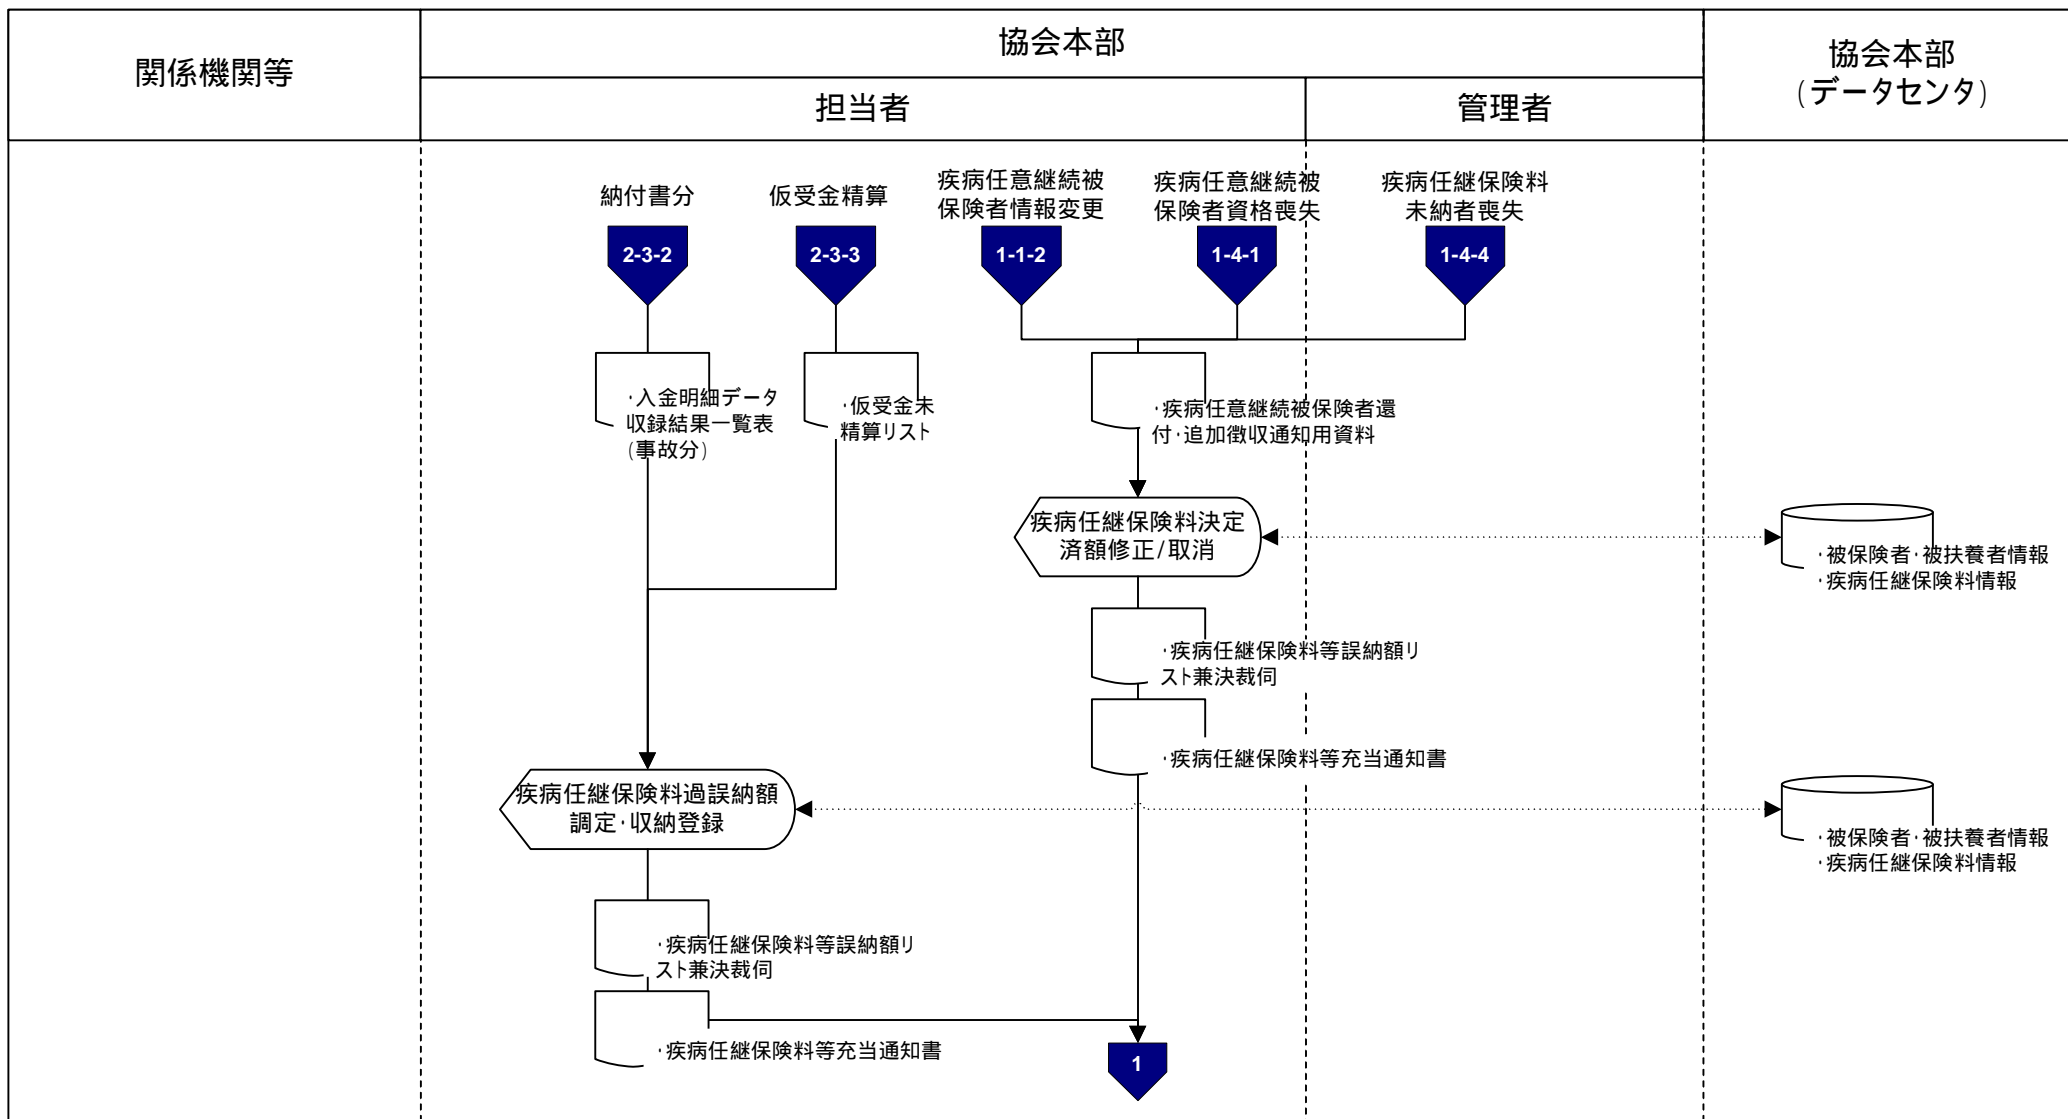 関係機関等
協会本部
担当者
管理者
協会本部
(データセンタ)
納付書分
仮受金精算
疾病任意継続被
保険者情報変更
疾病任意継続被
保険者資格喪失
疾病任継保険料
未納者喪失
2-3-2
2-3-3
1-1-2
1-4-1
1-4-4
・入金明細データ
収録結果一覧表
(事故分)
・仮受金未
精算リスト
・疾病任意継続被保険者還
付・追加徴収通知用資料
疾病任継保険料決定
済額修正/取消
・被保険者・被扶養者情報
・疾病任継保険料情報
・疾病任継保険料等誤納額リ
スト兼決裁伺
・疾病任継保険料等充当通知書
疾病任継保険料過誤納額
調定・収納登録
・被保険者・被扶養者情報
・疾病任継保険料情報
・疾病任継保険料等誤納額リ
スト兼決裁伺
・疾病任継保険料等充当通知書
1